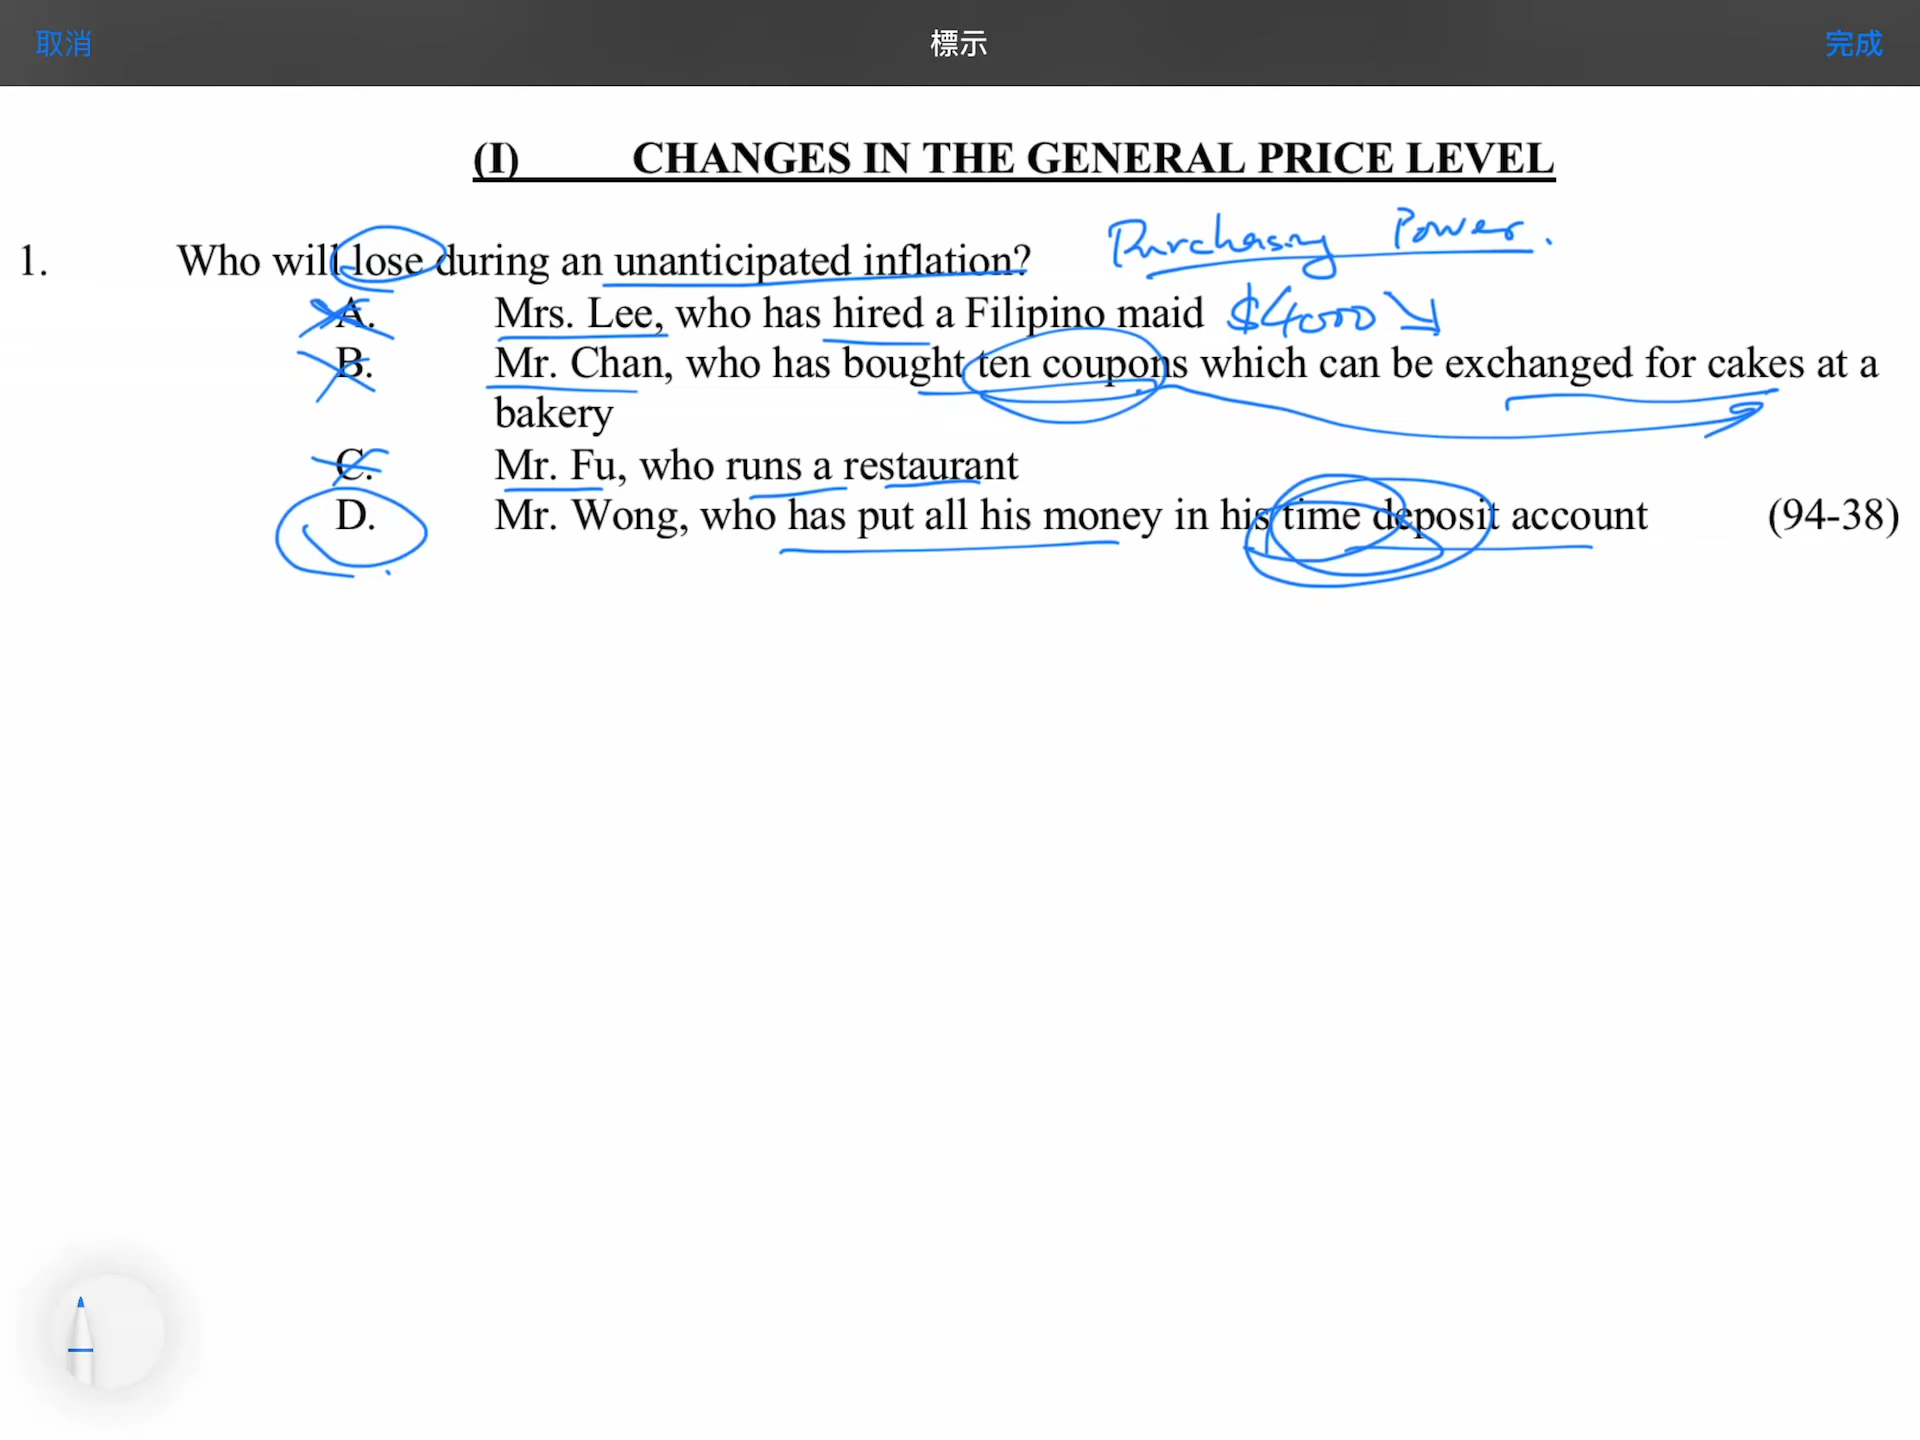 取消 標示 完成
(I) CHANGES IN THE GENERAL PRICE LEVEL
Purchasing Power.
1. Who will lose during an unanticipated inflation?
A. Mrs. Lee, who has hired a Filipino maid $4000
B. Mr. Chan, who has bought ten coupons which can be exchanged for cakes at a
bakery
C. Mr. Fu, who runs a restaurant
D. Mr. Wong, who has put all his money in his time deposit account (94-38)